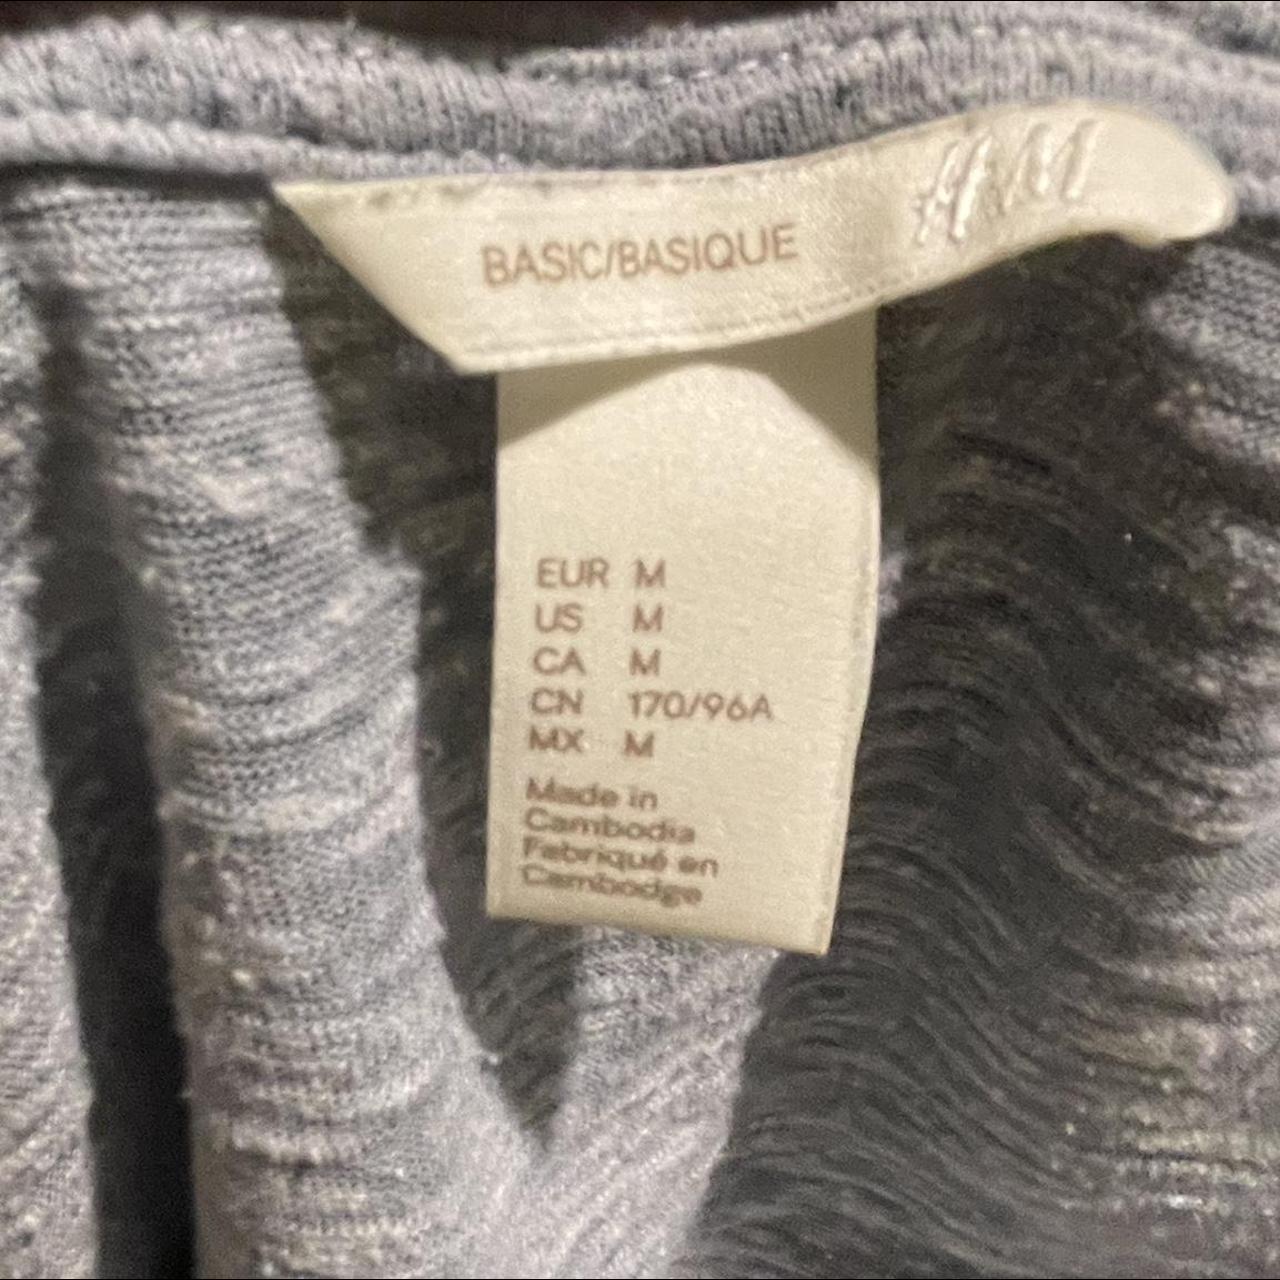 BASIC/BASIQUE H&M
EUR M
US M
CA M
CN 170/96A
MX M
Made in
Cambodia
Fabriqué en
Cambodge